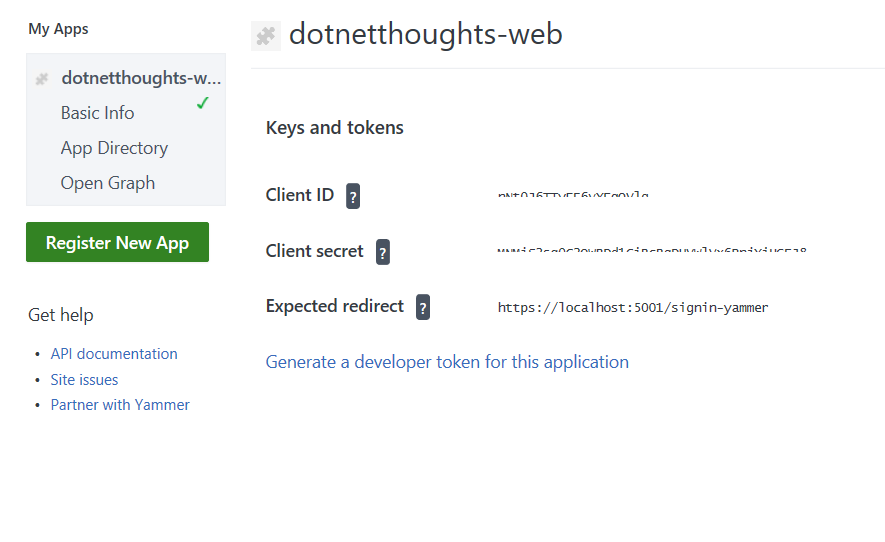 My Apps
dotnetthoughts-w...
Basic Info
App Directory
Open Graph
Register New App
Get help
API documentation
Site issues
Partner with Yammer
dotnetthoughts-web
Keys and tokens
Client ID ?
Client secret ?
Expected redirect ? https://localhost:5001/signin-yammer
Generate a developer token for this application